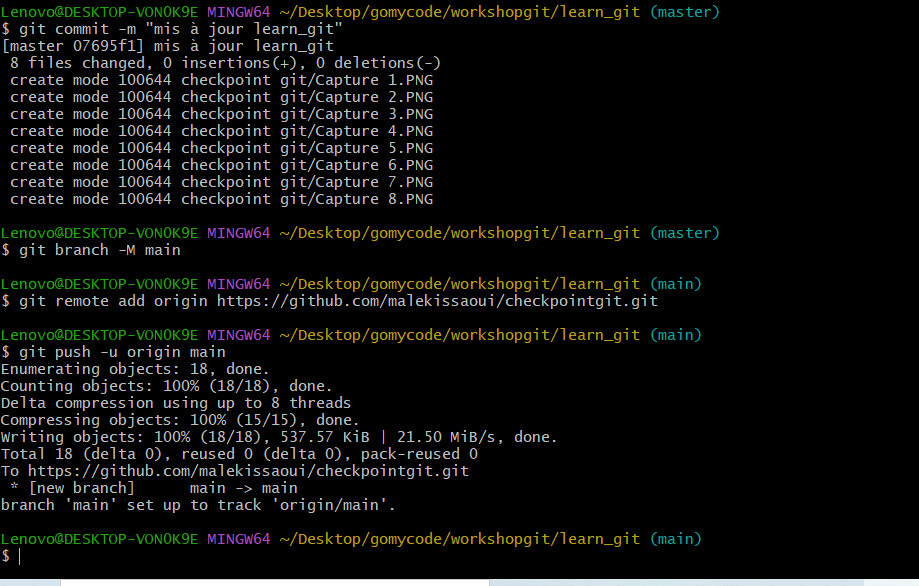 Lenovo@DESKTOP-VON0K9E MINGW64 ~/Desktop/gomycode/workshopgit/learn_git (master)
$ git commit -m "mis à jour learn_git"
[master 07695f1] mis à jour learn_git
 8 files changed, 0 insertions(+), 0 deletions(-)
 create mode 100644 checkpoint git/Capture 1.PNG
 create mode 100644 checkpoint git/Capture 2.PNG
 create mode 100644 checkpoint git/Capture 3.PNG
 create mode 100644 checkpoint git/Capture 4.PNG
 create mode 100644 checkpoint git/Capture 5.PNG
 create mode 100644 checkpoint git/Capture 6.PNG
 create mode 100644 checkpoint git/Capture 7.PNG
 create mode 100644 checkpoint git/Capture 8.PNG
Lenovo@DESKTOP-VON0K9E MINGW64 ~/Desktop/gomycode/workshopgit/learn_git (master)
$ git branch -M main
Lenovo@DESKTOP-VON0K9E MINGW64 ~/Desktop/gomycode/workshopgit/learn_git (main)
$ git remote add origin https://github.com/malekissaoui/checkpointgit.git
Lenovo@DESKTOP-VON0K9E MINGW64 ~/Desktop/gomycode/workshopgit/learn_git (main)
$ git push -u origin main
Enumerating objects: 18, done.
Counting objects: 100% (18/18), done.
Delta compression using up to 8 threads
Compressing objects: 100% (15/15), done.
Writing objects: 100% (18/18), 537.57 KiB | 21.50 MiB/s, done.
Total 18 (delta 0), reused 0 (delta 0), pack-reused 0
To https://github.com/malekissaoui/checkpointgit.git
 * [new branch]      main -> main
branch 'main' set up to track 'origin/main'.
Lenovo@DESKTOP-VON0K9E MINGW64 ~/Desktop/gomycode/workshopgit/learn_git (main)
$